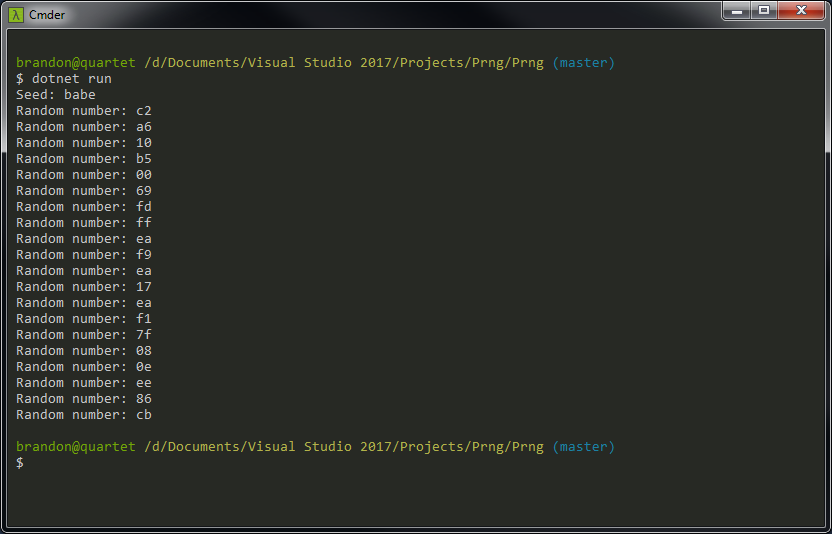 λ Cmder
brandon@quartet /d/Documents/Visual Studio 2017/Projects/Prng/Prng (master)
$ dotnet run
Seed: babe
Random number: c2
Random number: a6
Random number: 10
Random number: b5
Random number: 00
Random number: 69
Random number: fd
Random number: ff
Random number: ea
Random number: f9
Random number: ea
Random number: 17
Random number: ea
Random number: f1
Random number: 7f
Random number: 08
Random number: 0e
Random number: ee
Random number: 86
Random number: cb
brandon@quartet /d/Documents/Visual Studio 2017/Projects/Prng/Prng (master)
$